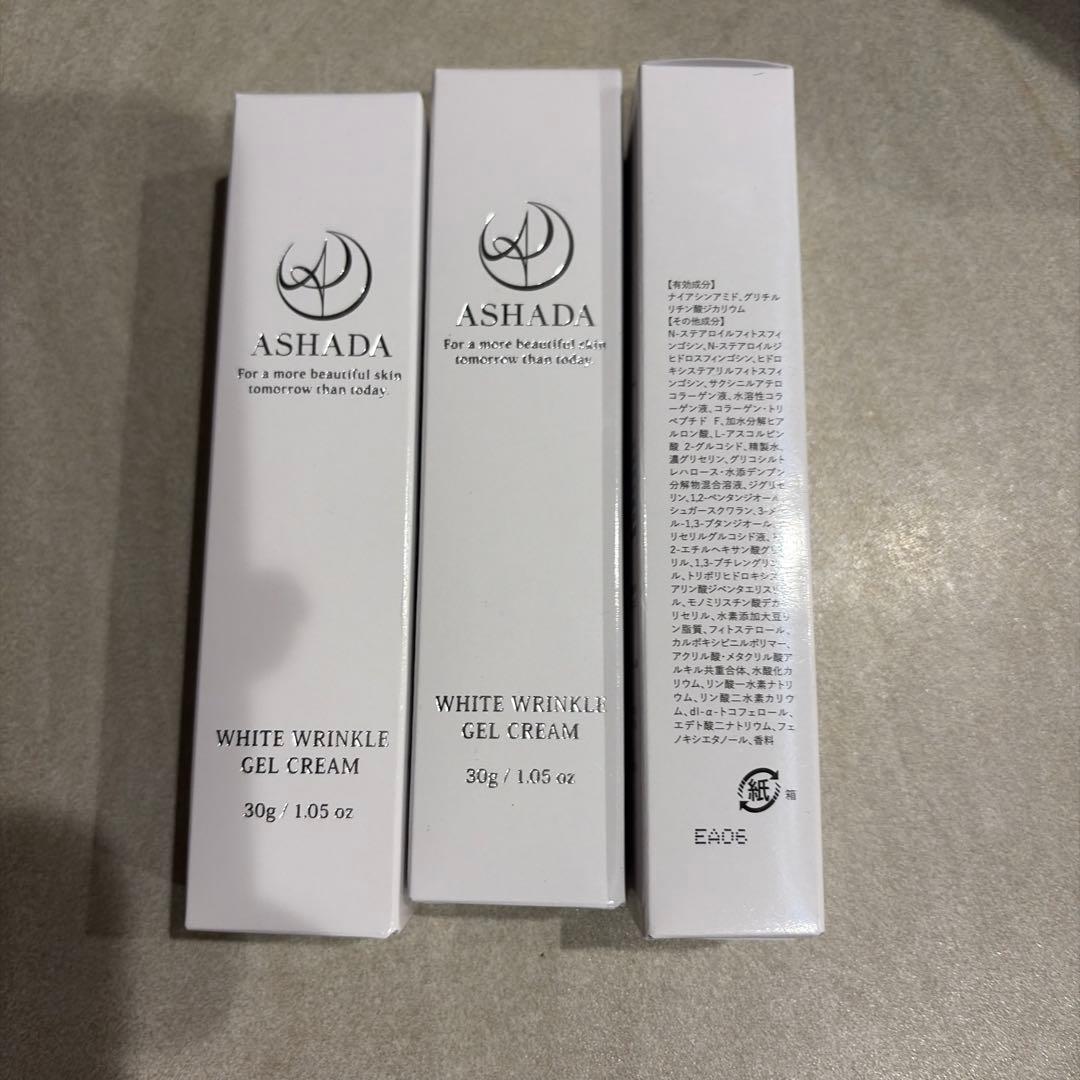 ASHADA
For a more beautiful skin
tomorrow than today.
WHITE WRINKLE
GEL CREAM
30g / 1.05 oz
ASHADA
For a more beautiful skin
tomorrow than today.
WHITE WRINKLE
GEL CREAM
30g / 1.05 oz
【有効成分】
ナイアシンアミド、グリチル
リチン酸ジカリウム
【その他成分】
N-ステアロイルフィトスフィ
ンゴシン、N-ステアロイルジ
ヒドロスフィンゴシン、ヒドロ
キシステアリルフィトスフィ
ンゴシン、サクシニルアテロ
コラーゲン液、水溶性コラ
ーゲン液、コラーゲン・トリ
ペプチド F、加水分解ヒア
ルロン酸、L-アスコルビン
酸 2-グルコシド、精製水、
濃グリセリン、グリコシルト
レハロース・水添デンプン
分解物混合溶液、ジグリセ
リン、1,2-ペンタンジオール、
シュガースクワラン、3-メ
ル-1,3-ブタンジオール、
リセリルグルコシド液、
2-エチルヘキサン酸グリ
リル、1,3-ブチレングリ
ル、トリポリヒドロキシス
アリン酸ジペンタエリス
ル、モノミリスチン酸デカ
リセリル、水素添加大豆リ
ン脂質、フィトステロール、
カルボキシビニルポリマー、
アクリル酸・メタクリル酸ア
ルキル共重合体、水酸化カ
リウム、リン酸一水素ナトリ
ウム、リン酸二水素カリウ
ム、dl-α-トコフェロール、
エデト酸二ナトリウム、フェ
ノキシエタノール、香料
紙 箱
EA06